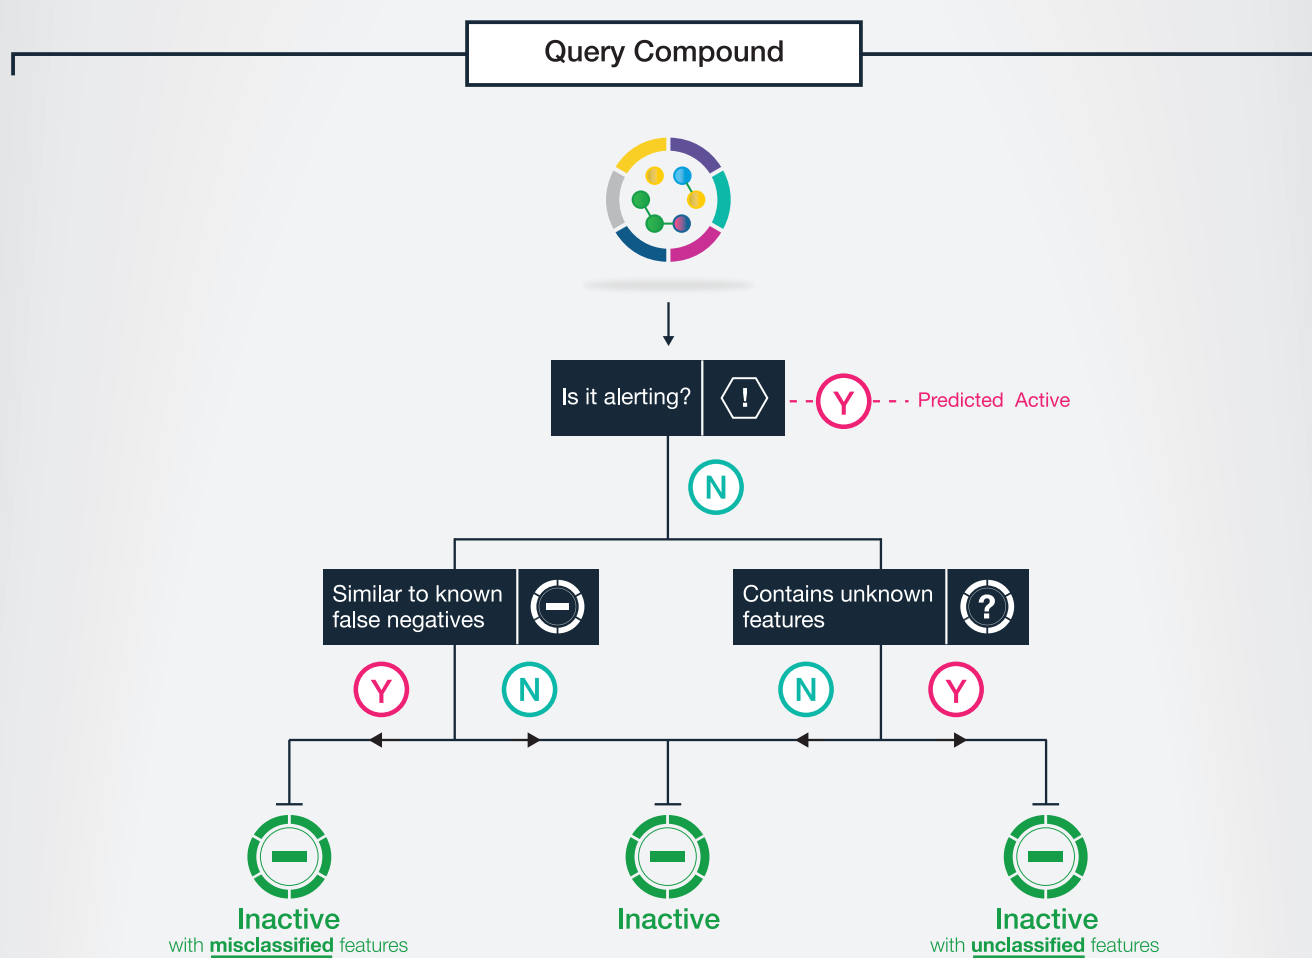 Query Compound
Is it alerting?
!
Y
Predicted Active
N
Similar to known
false negatives
Contains unknown
features
?
Y
N
N
Y
Inactive
with misclassified features
Inactive
Inactive
with unclassified features